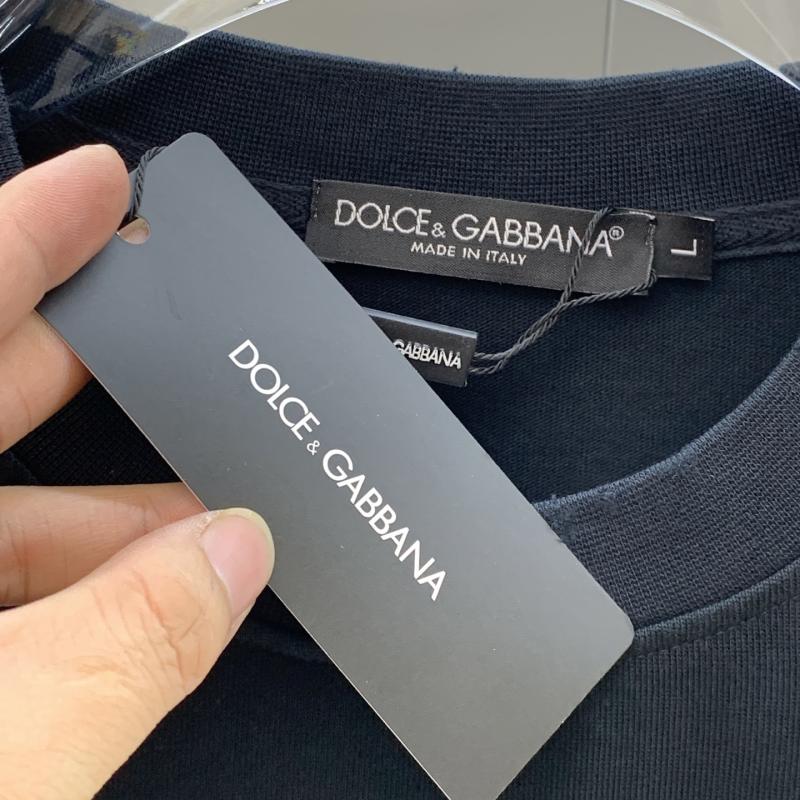 DOLCE & GABBANA®
MADE IN ITALY
L
GABBANA
DOLCE & GABBANA